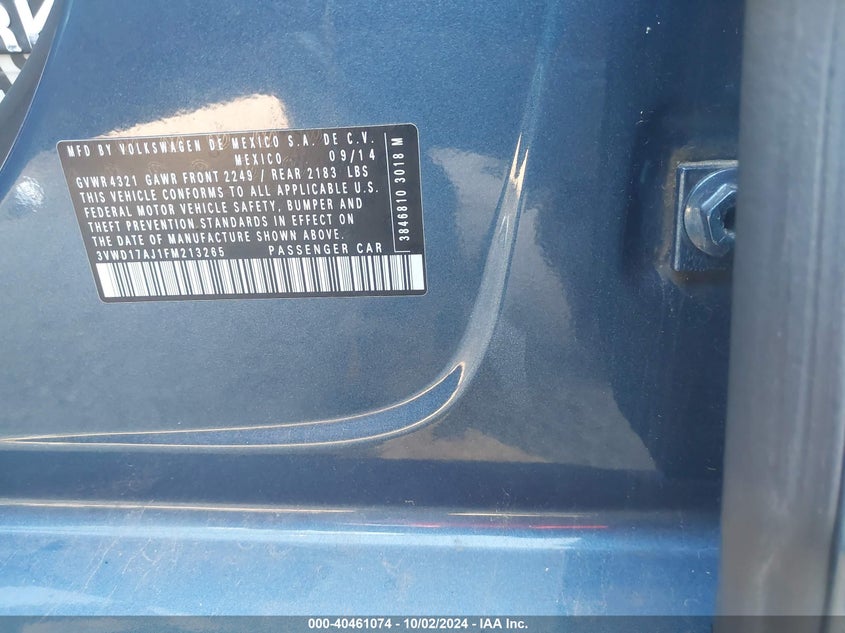 RV
MFD BY VOLKSWAGEN DE MEXICO S.A. DE C.V.
MEXICO 09/14
GVWR 4321 GAWR FRONT 2249 / REAR 2183 LBS
THIS VEHICLE CONFORMS TO ALL APPLICABLE U.S.
FEDERAL MOTOR VEHICLE SAFETY, BUMPER AND
THEFT PREVENTION STANDARDS IN EFFECT ON
THE DATE OF MANUFACTURE SHOWN ABOVE.
3VWD17AJ1FM213265 PASSENGER CAR
3846810 3018 M
000-40461074 / 10/02/2024 - IAA Inc.